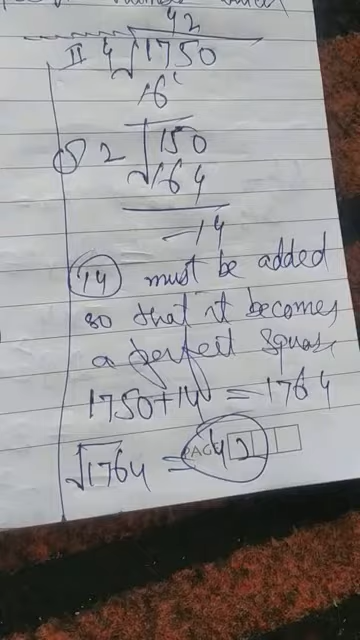 42
II 4√1750
16
82 √150
√164
-14
14 must be added
so that it becomes
a perfect squar
1750+14 = 1764
√1764 = 42